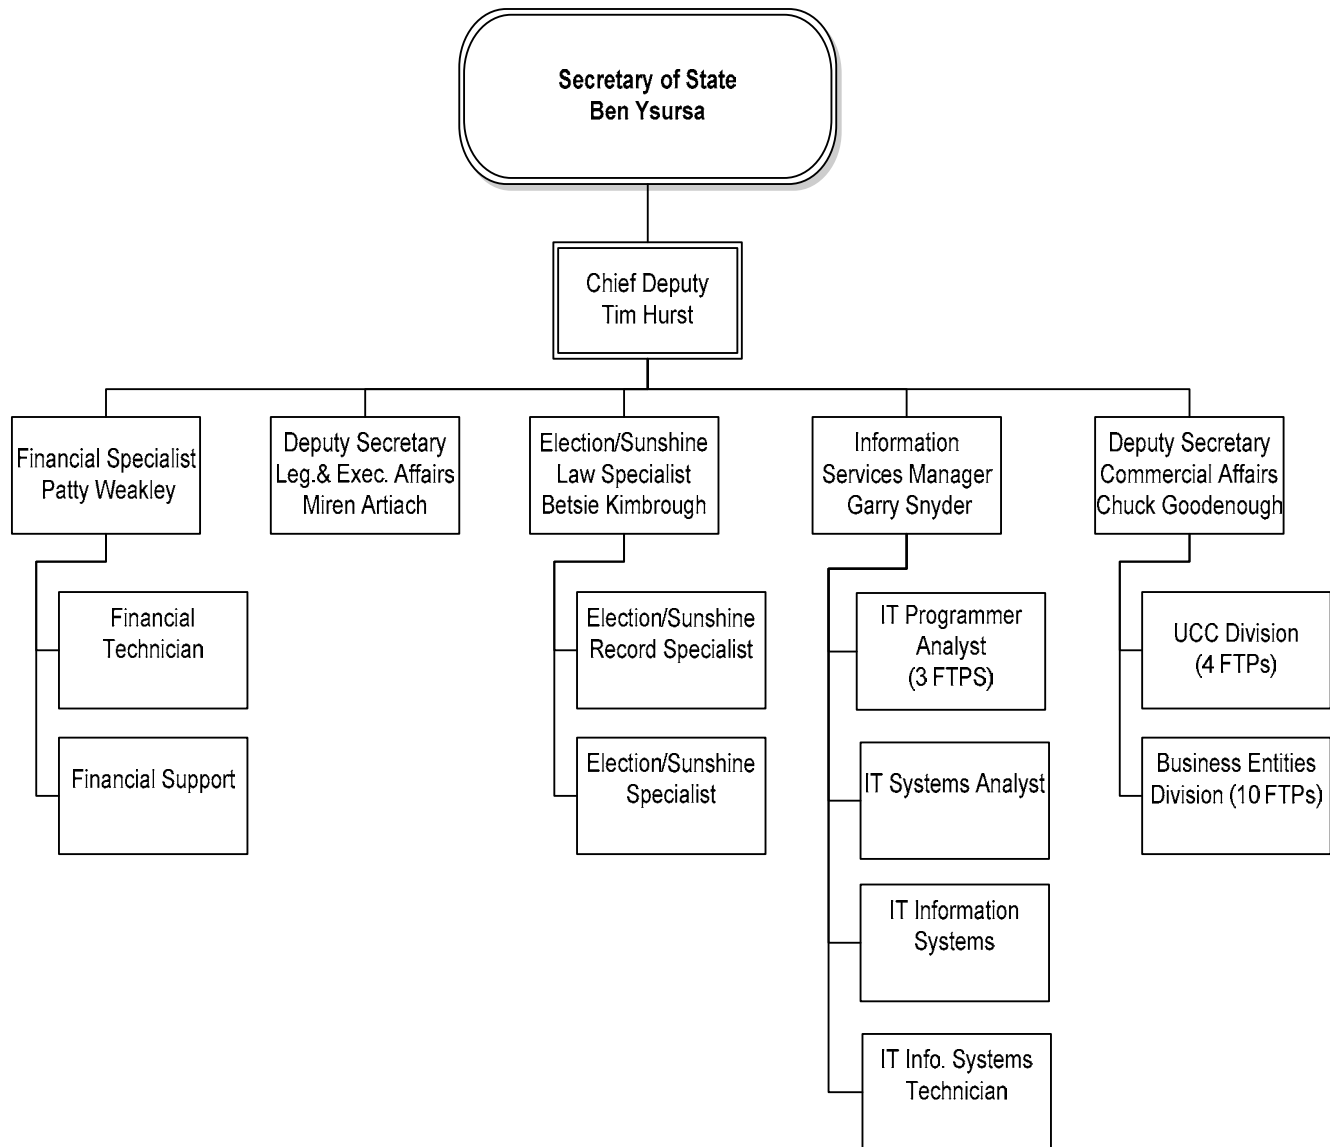 Secretary of State
Ben Ysursa
Chief Deputy
Tim Hurst
Financial Specialist
Patty Weakley
Deputy Secretary
Leg.& Exec. Affairs
Miren Artiach
Election/Sunshine
Law Specialist
Betsie Kimbrough
Information
Services Manager
Garry Snyder
Deputy Secretary
Commercial Affairs
Chuck Goodenough
Financial
Technician
Financial Support
Election/Sunshine
Record Specialist
Election/Sunshine
Specialist
IT Programmer
Analyst
(3 FTPS)
IT Systems Analyst
IT Information
Systems
IT Info. Systems
Technician
UCC Division
(4 FTPs)
Business Entities
Division (10 FTPs)